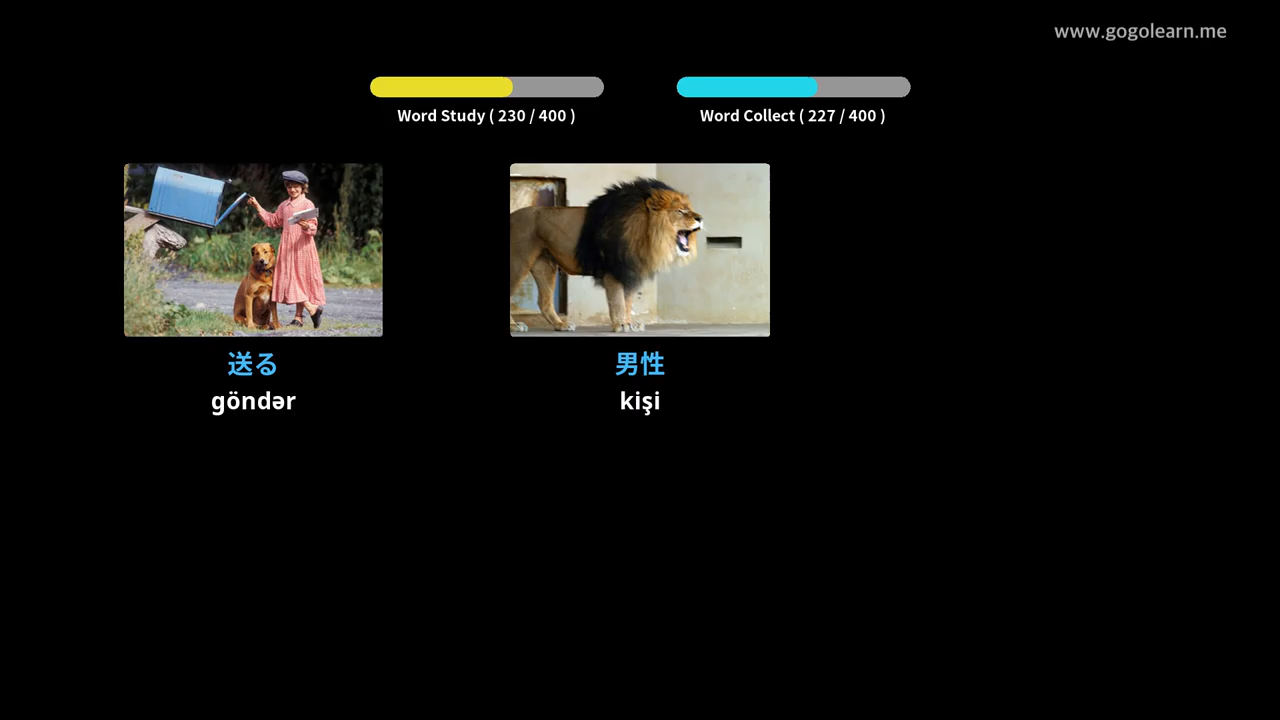 www.gogolearn.me
Word Study ( 230 / 400 )
Word Collect ( 227 / 400 )
送る
göndər
男性
kişi